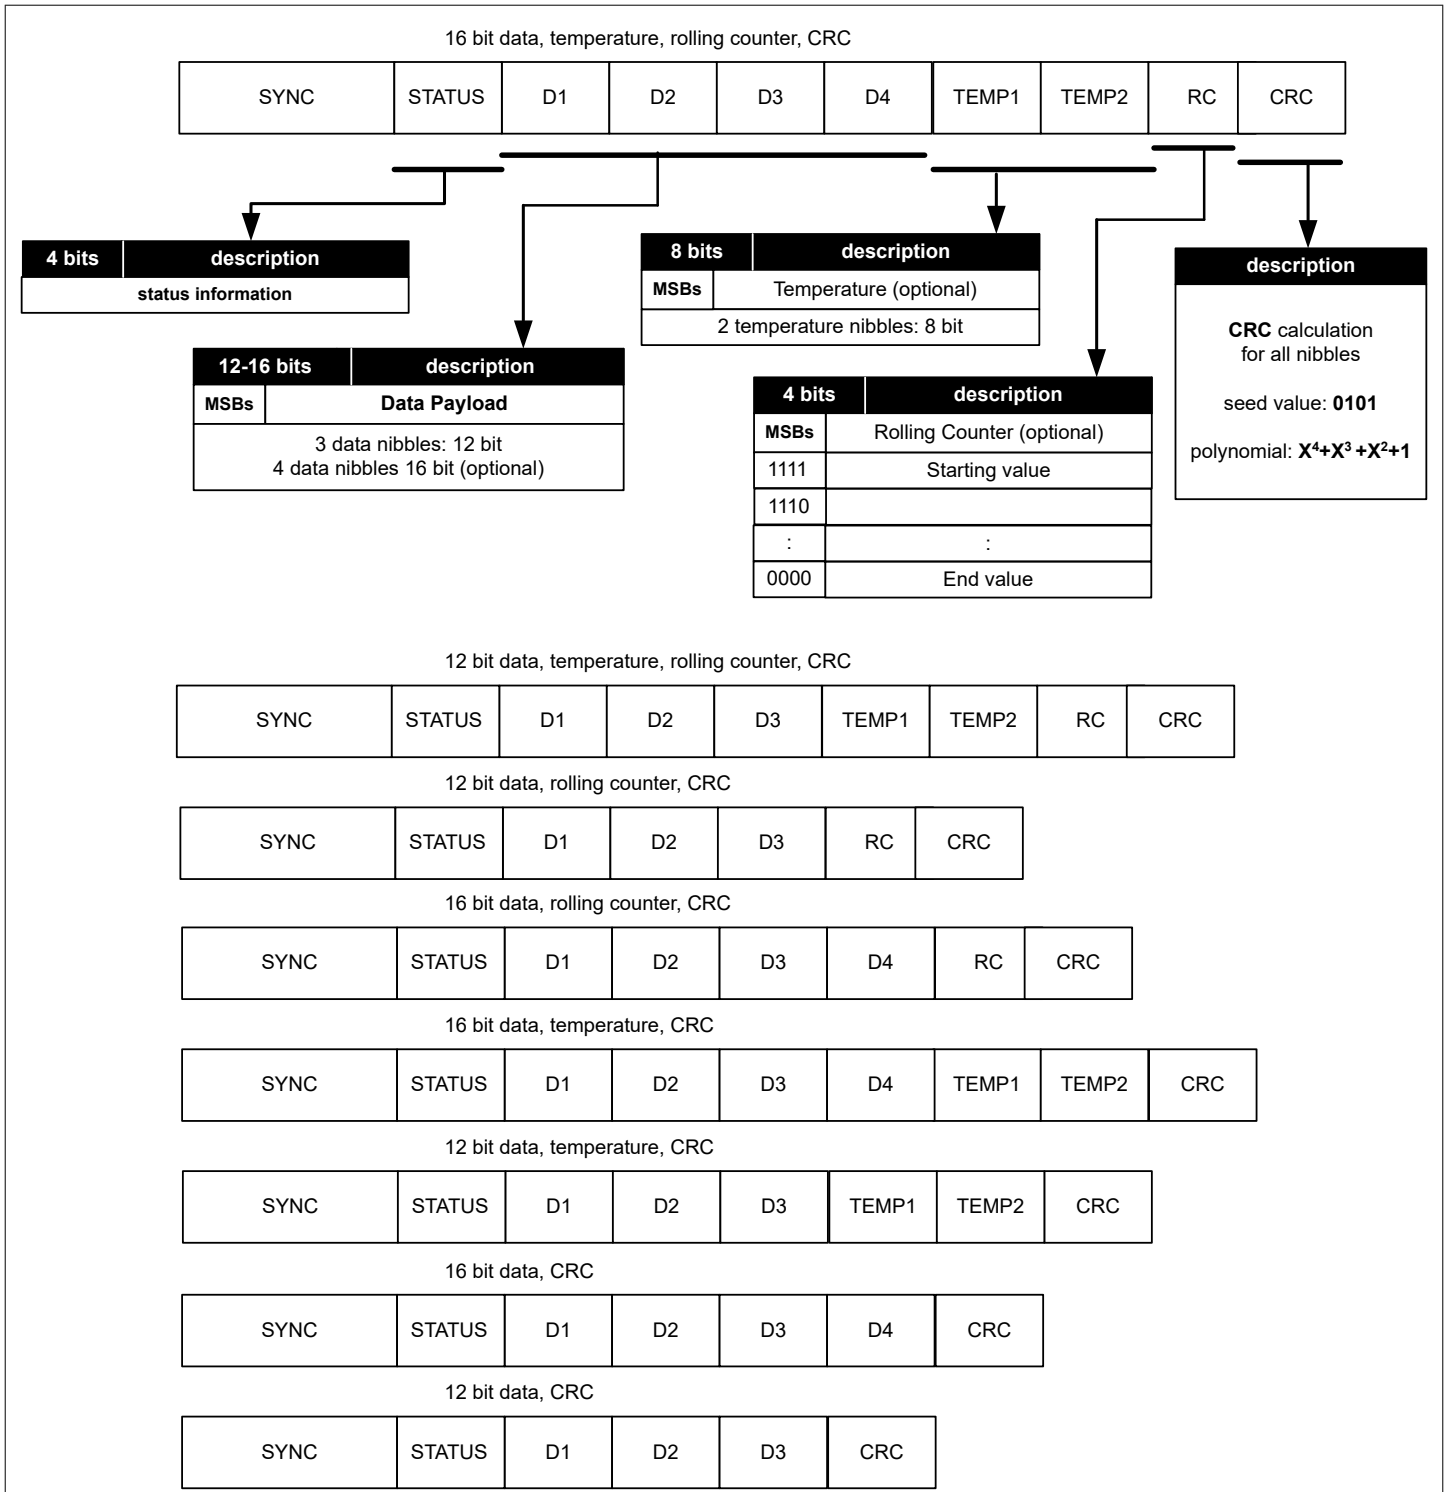 16 bit data, temperature, rolling counter, CRC
SYNC STATUS D1 D2 D3 D4 TEMP1 TEMP2 RC CRC
4 bits description
status information
12-16 bits description
MSBs Data Payload
3 data nibbles: 12 bit
4 data nibbles 16 bit (optional)
8 bits description
MSBs Temperature (optional)
2 temperature nibbles: 8 bit
4 bits description
MSBs Rolling Counter (optional)
1111 Starting value
1110
: :
0000 End value
description
CRC calculation
for all nibbles
seed value: 0101
polynomial: X⁴+X³+X²+1
12 bit data, temperature, rolling counter, CRC
SYNC STATUS D1 D2 D3 TEMP1 TEMP2 RC CRC
12 bit data, rolling counter, CRC
SYNC STATUS D1 D2 D3 RC CRC
16 bit data, rolling counter, CRC
SYNC STATUS D1 D2 D3 D4 RC CRC
16 bit data, temperature, CRC
SYNC STATUS D1 D2 D3 D4 TEMP1 TEMP2 CRC
12 bit data, temperature, CRC
SYNC STATUS D1 D2 D3 TEMP1 TEMP2 CRC
16 bit data, CRC
SYNC STATUS D1 D2 D3 D4 CRC
12 bit data, CRC
SYNC STATUS D1 D2 D3 CRC